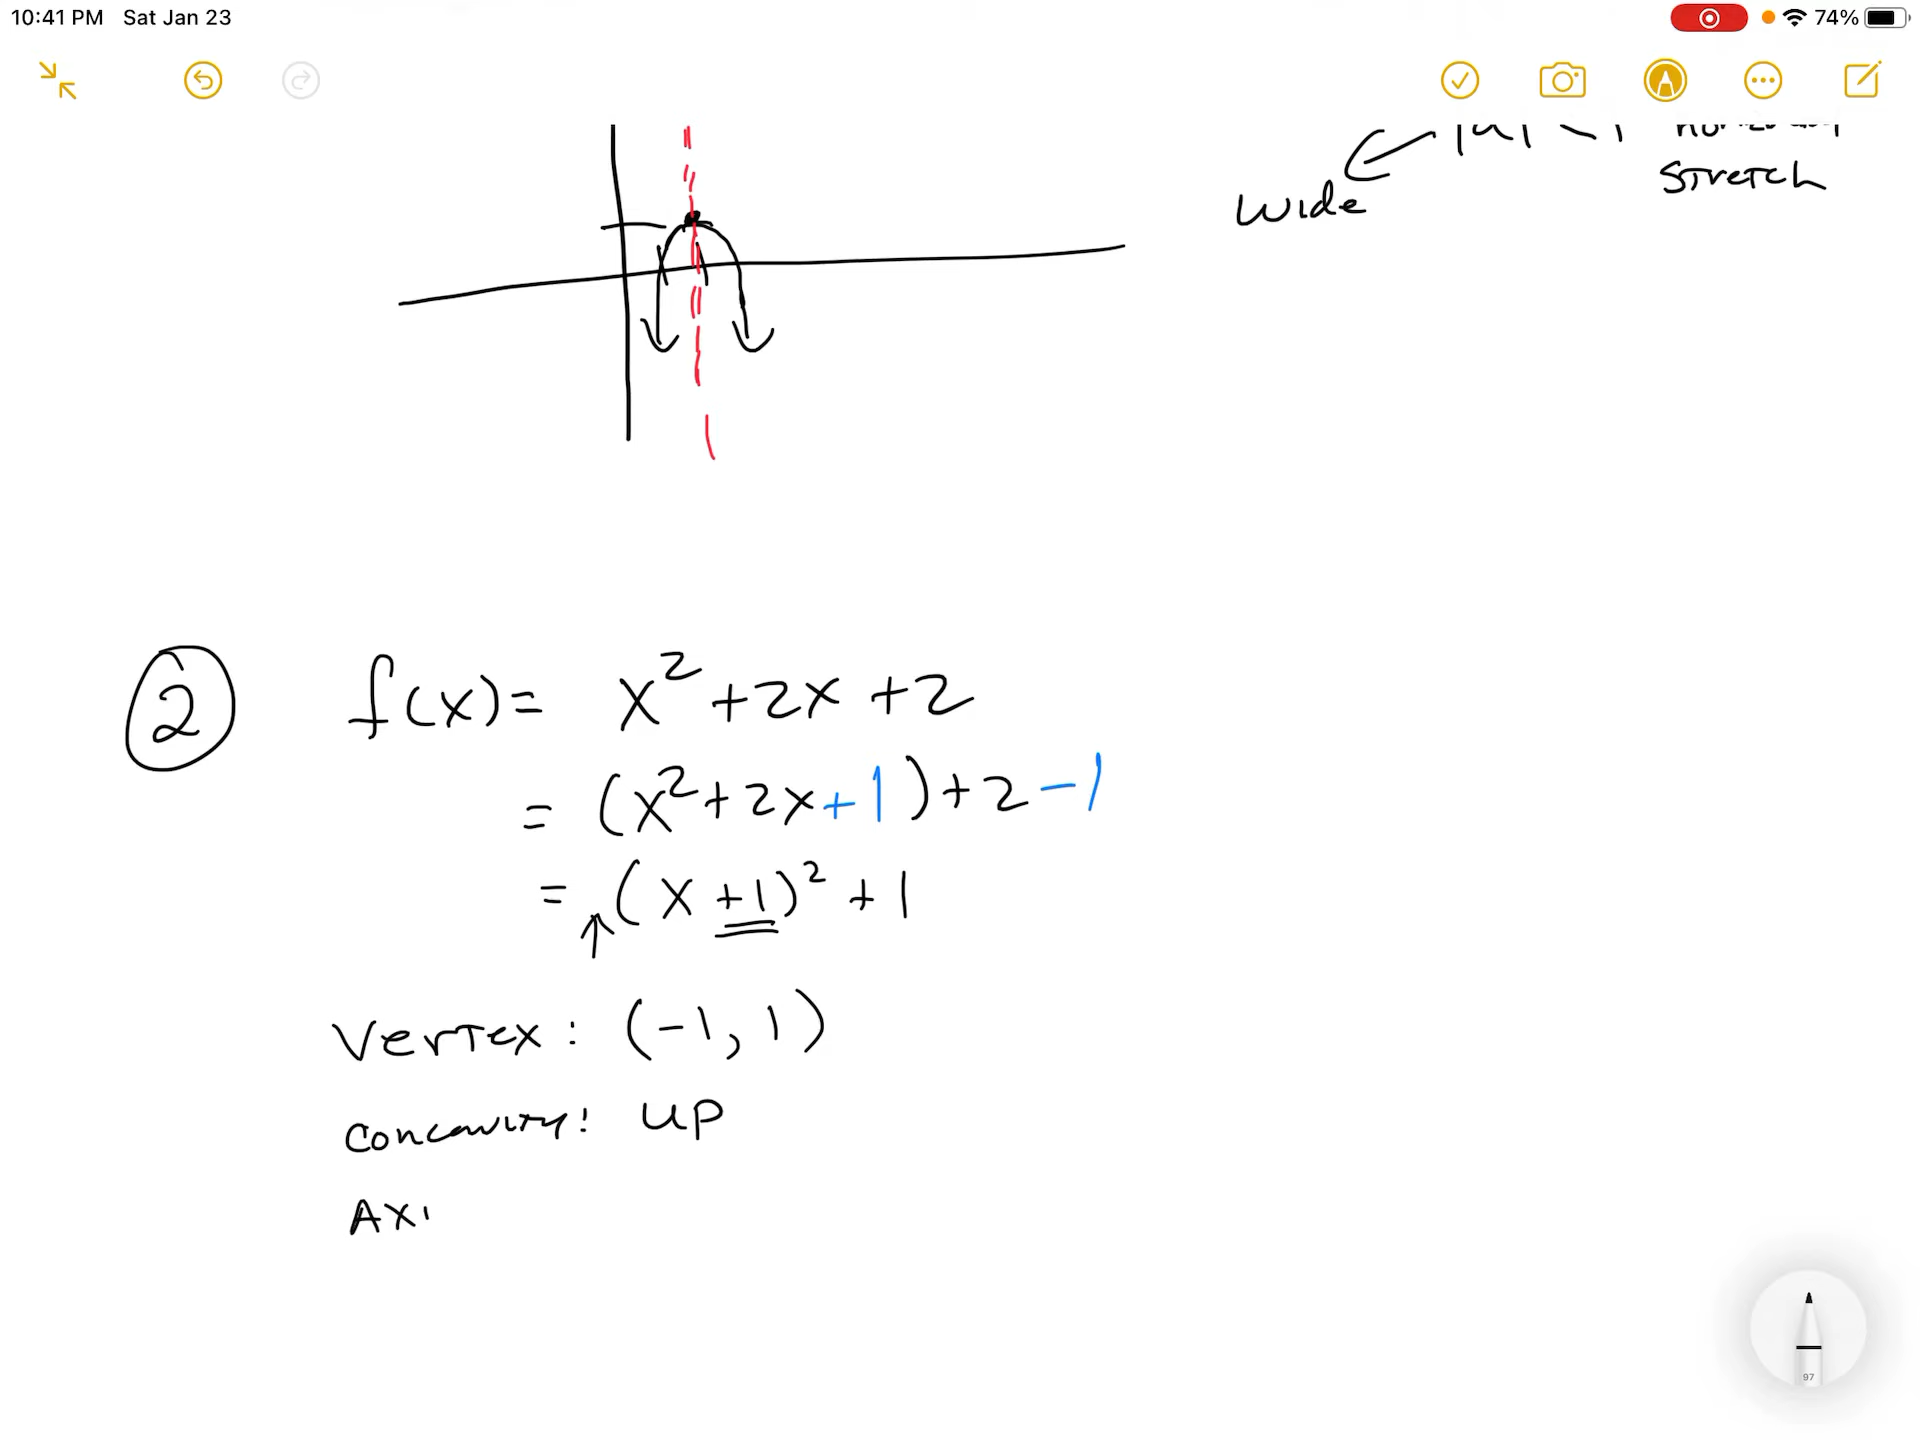 10:41 PM Sat Jan 23
74%
Wide
Stretch
2
f(x) = x² + 2x + 2
= (x² + 2x + 1) + 2 - 1
= ↑(x + 1)² + 1
Vertex : (-1, 1)
Concavity: up
Axi
97